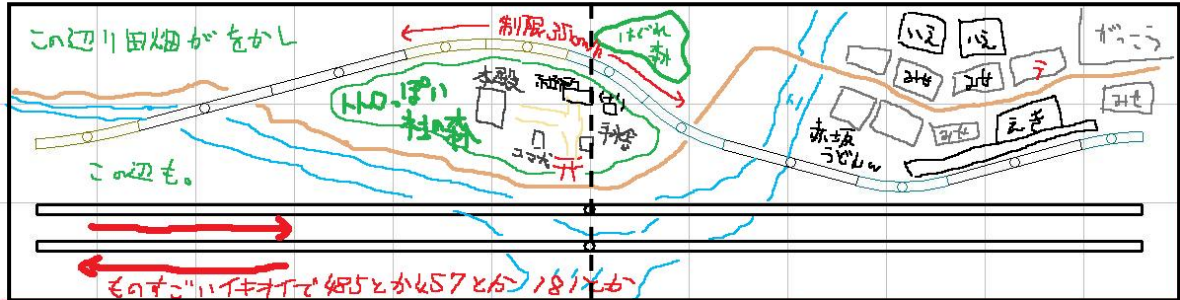 この辺り田畑がをかし
制限35km/h
はぐれ森
いえ
いえ
がっこう
トトロっぽい
社の森
本殿
みせ
みせ
〒
みせ
手水舎
コマ犬
みせ
えき
赤坂
うどんw
この辺も。
ものすごいイキオイで485とか457とか181とか